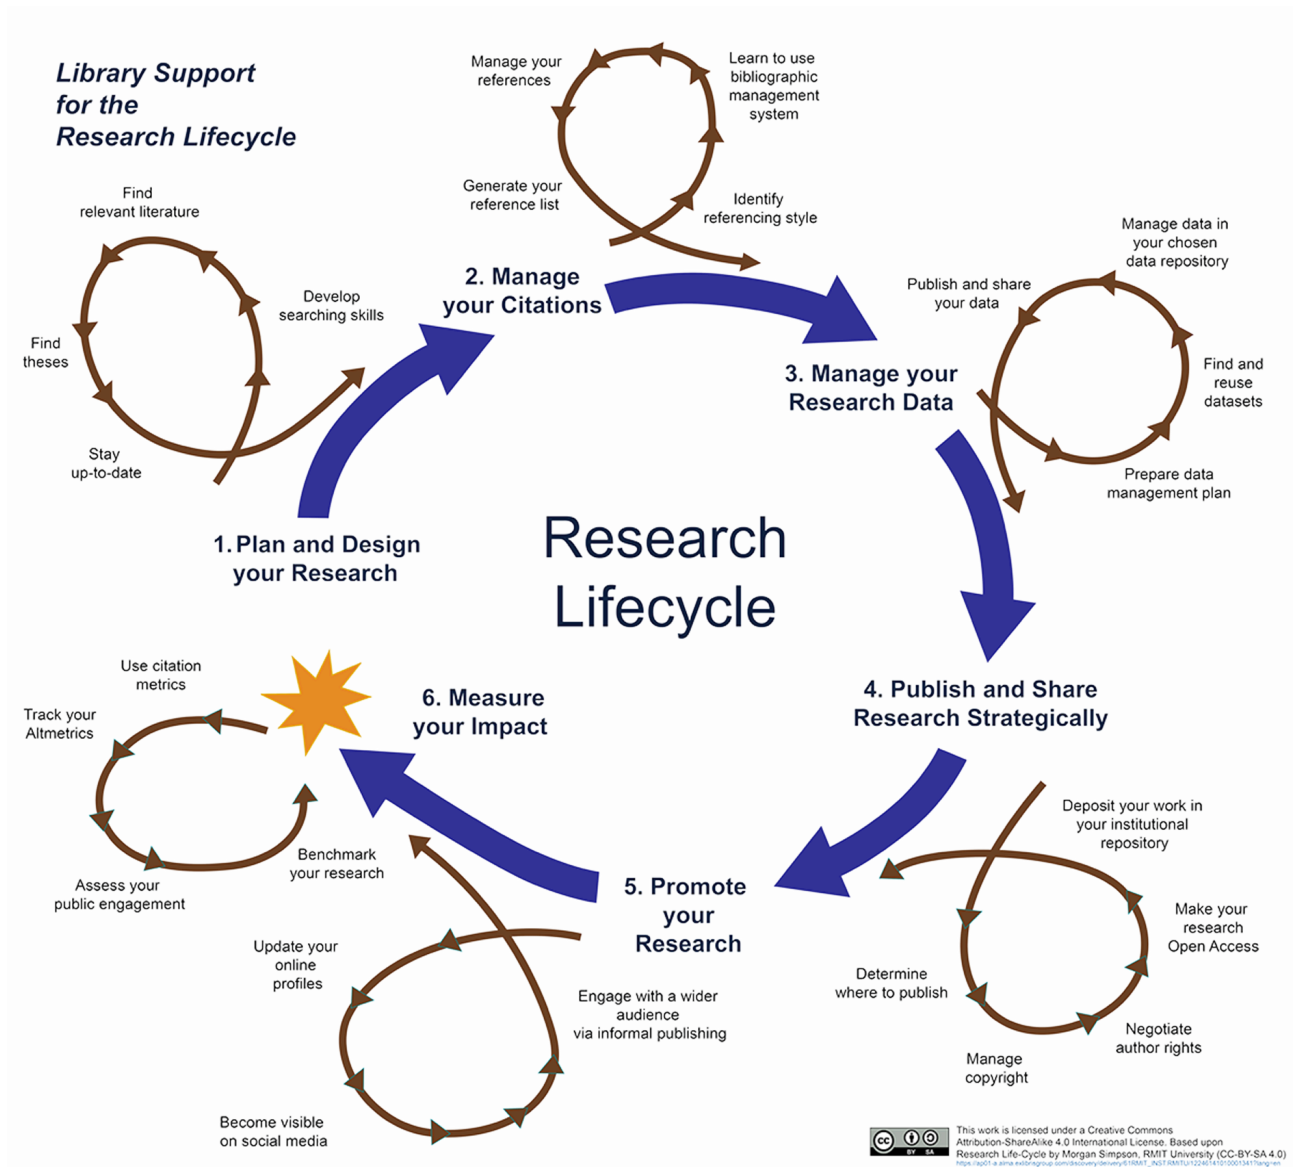 Library Support
for the
Research Lifecycle
Find
relevant literature
Develop
searching skills
Find
theses
Stay
up-to-date
1. Plan and Design
your Research
Manage your
references
Learn to use
bibliographic
management
system
Generate your
reference list
Identify
referencing style
2. Manage
your Citations
Manage data in
your chosen
data repository
Publish and share
your data
Find and
reuse
datasets
Prepare data
management plan
3. Manage your
Research Data
Research
Lifecycle
4. Publish and Share
Research Strategically
Deposit your work in
your institutional
repository
Make your
research
Open Access
Determine
where to publish
Negotiate
author rights
Manage
copyright
5. Promote
your
Research
Update your
online
profiles
Engage with a wider
audience
via informal publishing
Become visible
on social media
6. Measure
your Impact
Use citation
metrics
Track your
Altmetrics
Assess your
public engagement
Benchmark
your research
cc
BY SA
This work is licensed under a Creative Commons
Attribution-ShareAlike 4.0 International License. Based upon
Research Life-Cycle by Morgan Simpson, RMIT University (CC-BY-SA 4.0)